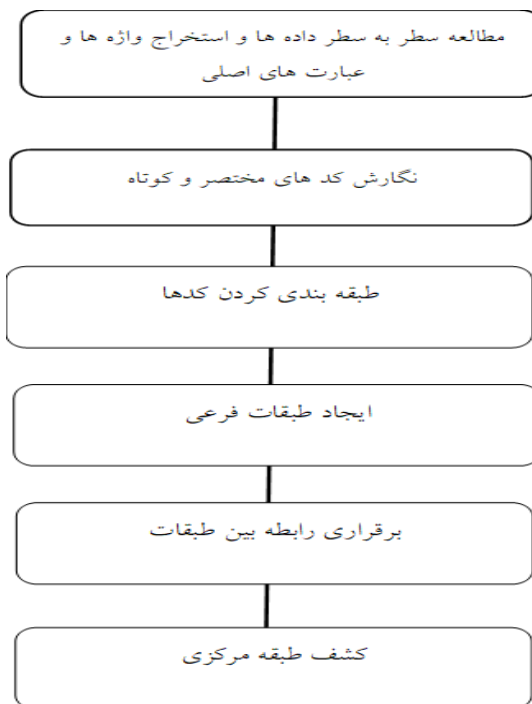 مطالعه سطر به سطر داده ها و استخراج واژه ها و
عبارت های اصلی
نگارش کد های مختصر و کوتاه
طبقه بندی کردن کدها
ایجاد طبقات فرعی
برقراری رابطه بین طبقات
کشف طبقه مرکزی